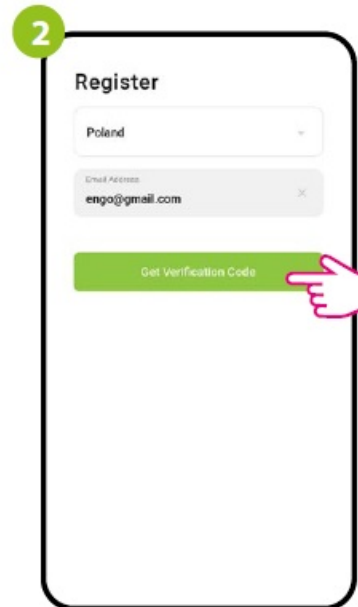 2
Register
Poland
Email Address
engo@gmail.com
Get Verification Code